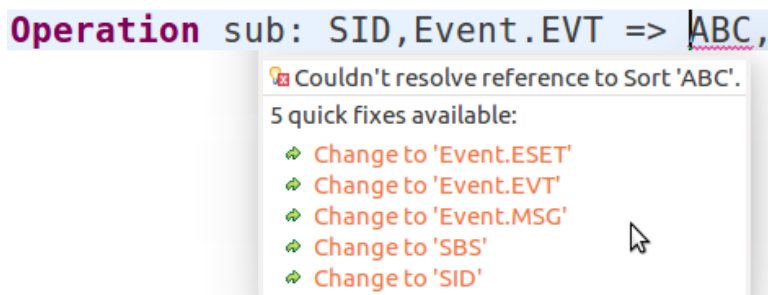 Operation sub: SID,Event.EVT => ABC,
Couldn't resolve reference to Sort 'ABC'.
5 quick fixes available:
Change to 'Event.ESET'
Change to 'Event.EVT'
Change to 'Event.MSG'
Change to 'SBS'
Change to 'SID'